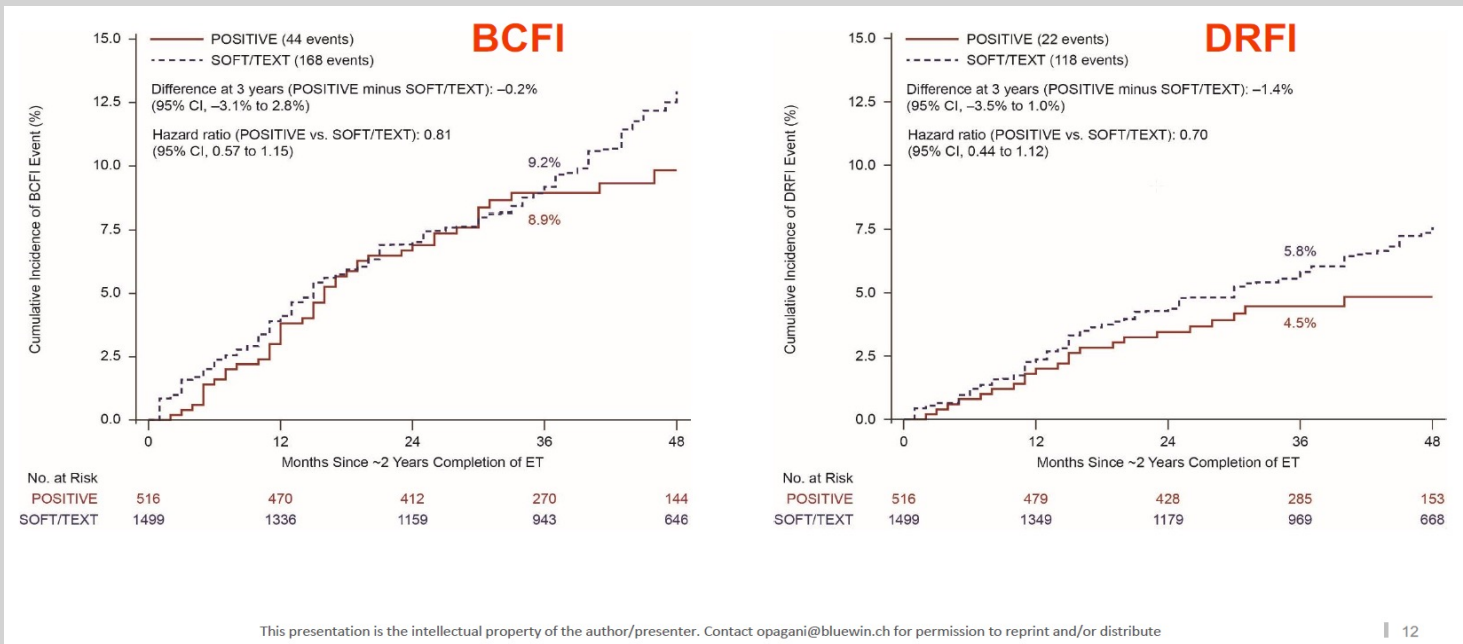 BCFI
15.0
12.5
10.0
7.5
5.0
2.5
0.0
Cumulative Incidence of BCFI Event (%)
POSITIVE (44 events)
SOFT/TEXT (168 events)
Difference at 3 years (POSITIVE minus SOFT/TEXT): –0.2%
(95% CI, –3.1% to 2.8%)
Hazard ratio (POSITIVE vs. SOFT/TEXT): 0.81
(95% CI, 0.57 to 1.15)
9.2%
8.9%
0 12 24 36 48
Months Since ~2 Years Completion of ET
No. at Risk
POSITIVE 516 470 412 270 144
SOFT/TEXT 1499 1336 1159 943 646
DRFI
15.0
12.5
10.0
7.5
5.0
2.5
0.0
Cumulative Incidence of DRFI Event (%)
POSITIVE (22 events)
SOFT/TEXT (118 events)
Difference at 3 years (POSITIVE minus SOFT/TEXT): –1.4%
(95% CI, –3.5% to 1.0%)
Hazard ratio (POSITIVE vs. SOFT/TEXT): 0.70
(95% CI, 0.44 to 1.12)
5.8%
4.5%
0 12 24 36 48
Months Since ~2 Years Completion of ET
No. at Risk
POSITIVE 516 479 428 285 153
SOFT/TEXT 1499 1349 1179 969 668
This presentation is the intellectual property of the author/presenter. Contact opagani@bluewin.ch for permission to reprint and/or distribute
12